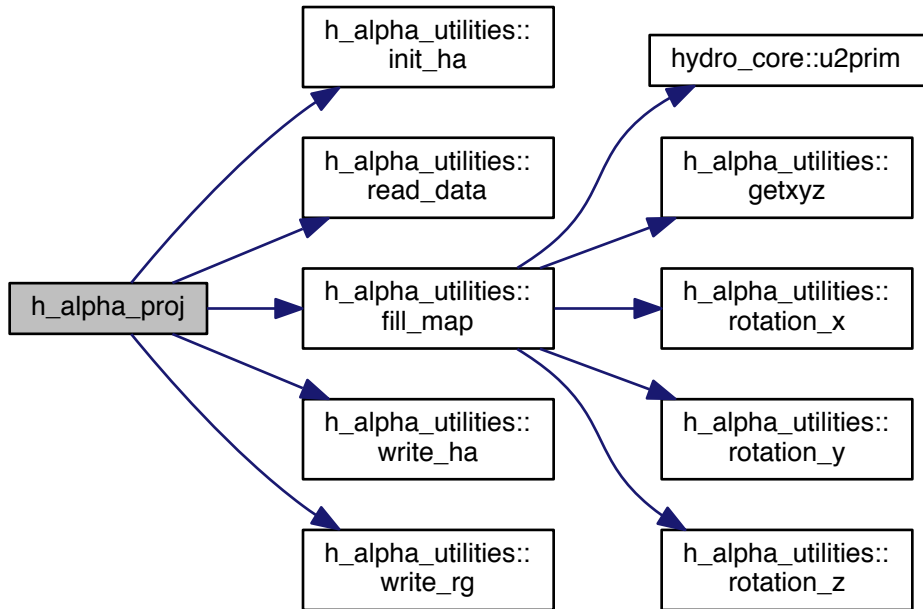 h_alpha_proj
h_alpha_utilities::
init_ha
h_alpha_utilities::
read_data
h_alpha_utilities::
fill_map
h_alpha_utilities::
write_ha
h_alpha_utilities::
write_rg
hydro_core::u2prim
h_alpha_utilities::
getxyz
h_alpha_utilities::
rotation_x
h_alpha_utilities::
rotation_y
h_alpha_utilities::
rotation_z